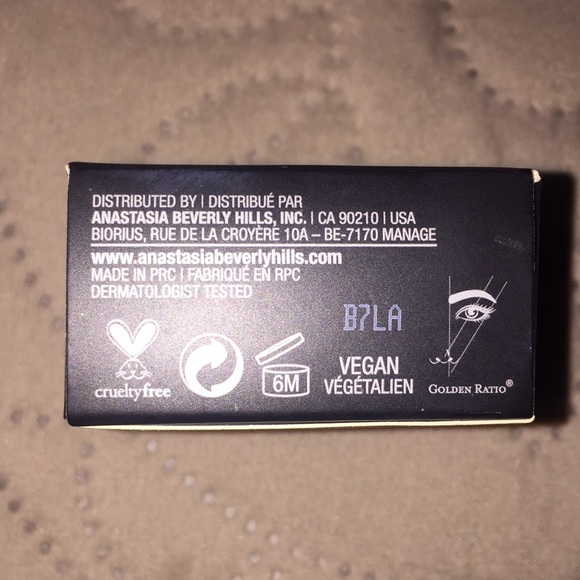 DISTRIBUTED BY | DISTRIBUÉ PAR
ANASTASIA BEVERLY HILLS, INC. | CA 90210 | USA
BIORIUS, RUE DE LA CROYÈRE 10A – BE-7170 MANAGE
www.anastasiabeverlyhills.com
MADE IN PRC | FABRIQUÉ EN RPC
DERMATOLOGIST TESTED
B7LA
crueltyfree
6M
VEGAN
VÉGÉTALIEN
GOLDEN RATIO®